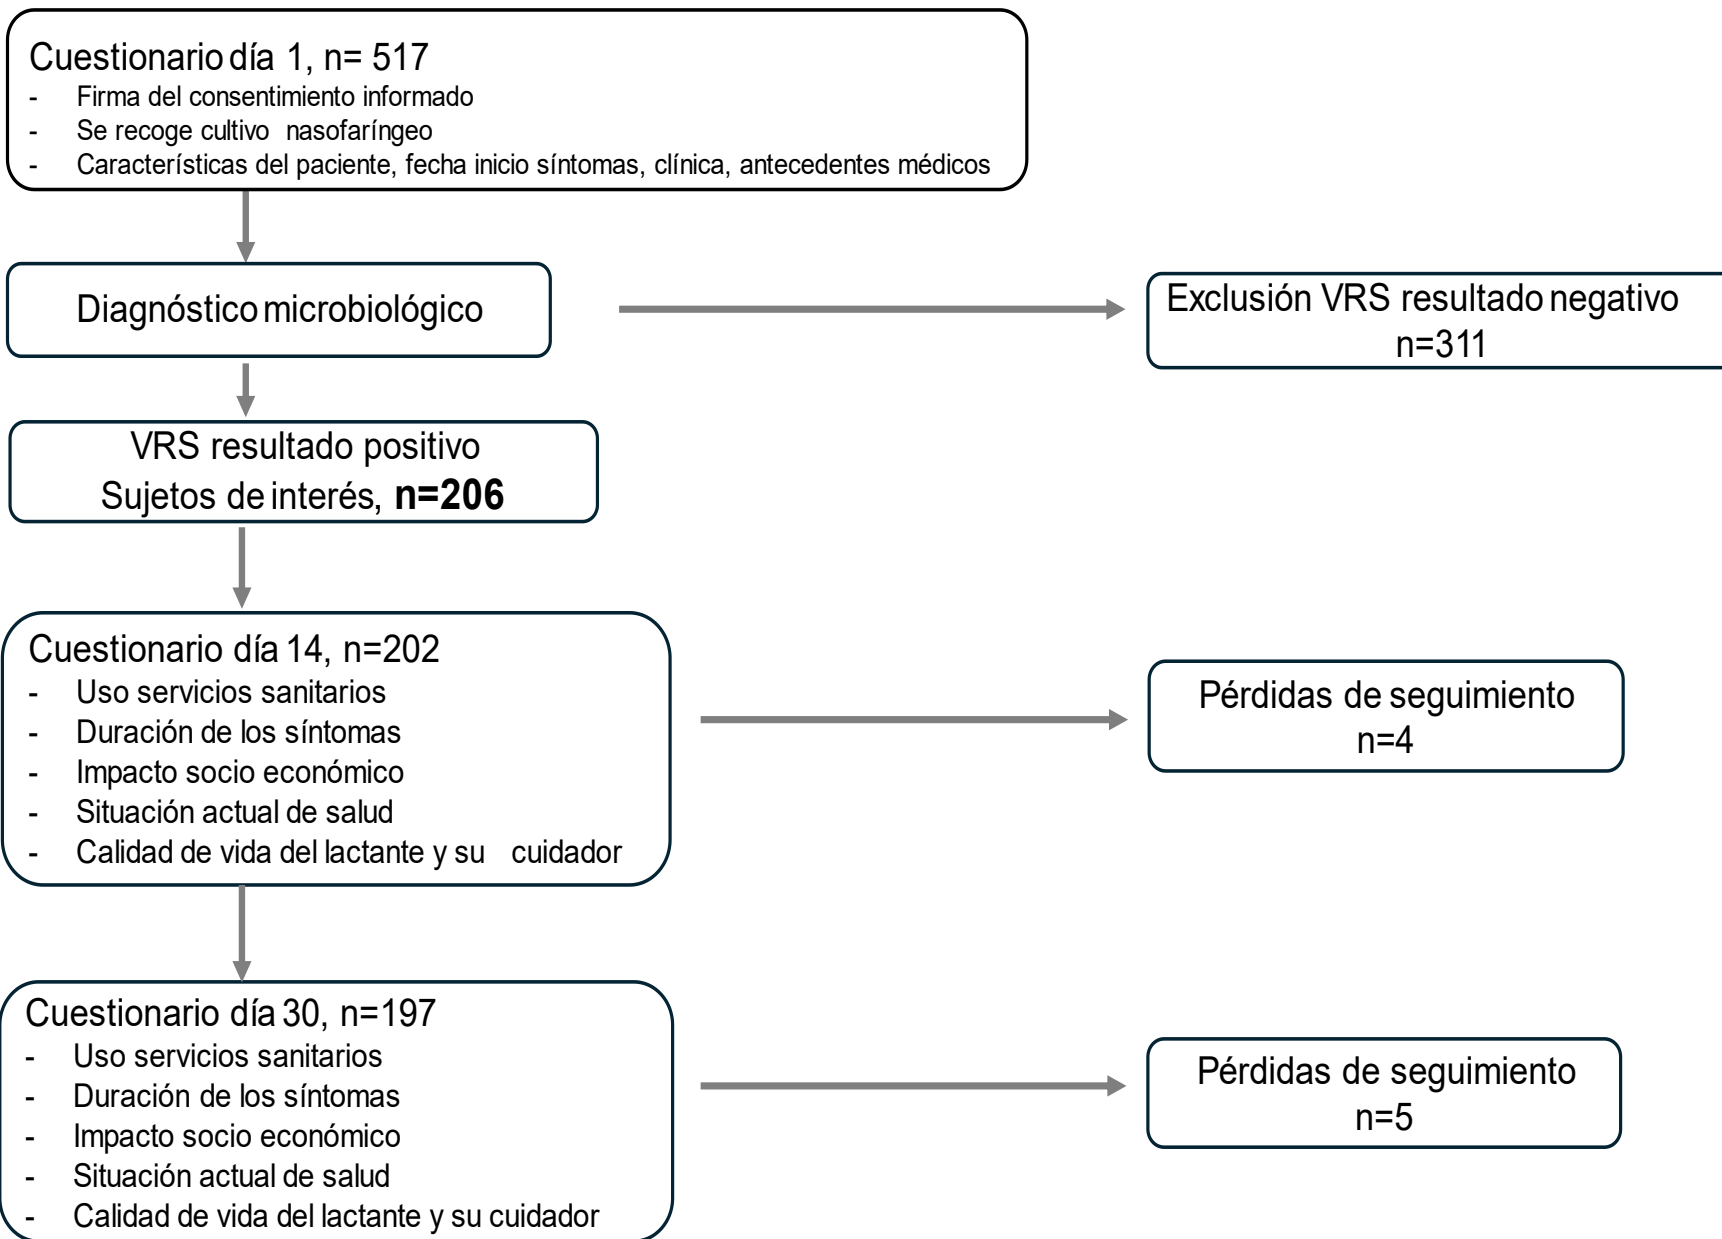 Cuestionario día 1, n= 517
- Firma del consentimiento informado
- Se recoge cultivo nasofaríngeo
- Características del paciente, fecha inicio síntomas, clínica, antecedentes médicos
Diagnóstico microbiológico
Exclusión VRS resultado negativo
n=311
VRS resultado positivo
Sujetos de interés, n=206
Cuestionario día 14, n=202
- Uso servicios sanitarios
- Duración de los síntomas
- Impacto socio económico
- Situación actual de salud
- Calidad de vida del lactante y su cuidador
Pérdidas de seguimiento
n=4
Cuestionario día 30, n=197
- Uso servicios sanitarios
- Duración de los síntomas
- Impacto socio económico
- Situación actual de salud
- Calidad de vida del lactante y su cuidador
Pérdidas de seguimiento
n=5